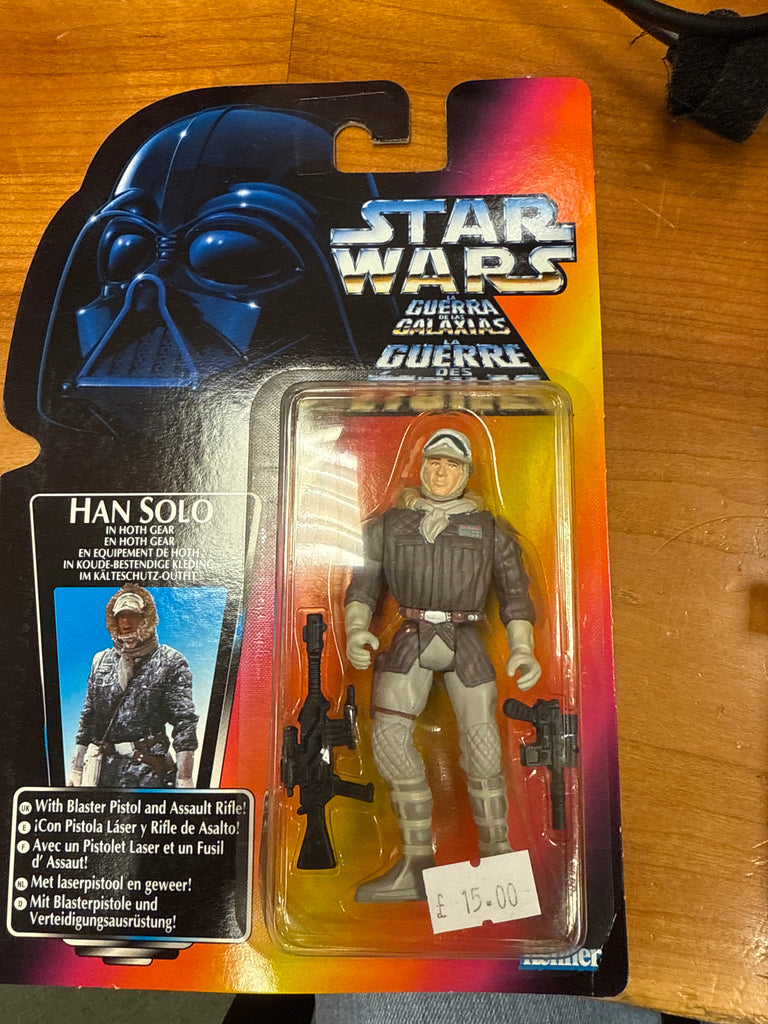 STAR
WARS
LA
GUERRA
DE LAS
GALAXIAS
LA
GUERRE
DES
HAN SOLO
IN HOTH GEAR
EN HOTH GEAR
EN EQUIPEMENT DE HOTH
IN KOUDE-BESTENDIGE KLEDING
IM KÄLTESCHUTZ-OUTFIT
UK With Blaster Pistol and Assault Rifle!
E ¡Con Pistola Láser y Rifle de Asalto!
F Avec un Pistolet Laser et un Fusil
d' Assaut!
NL Met laserpistool en geweer!
D Mit Blasterpistole und
Verteidigungsausrüstung!
£ 15.00
Kenner